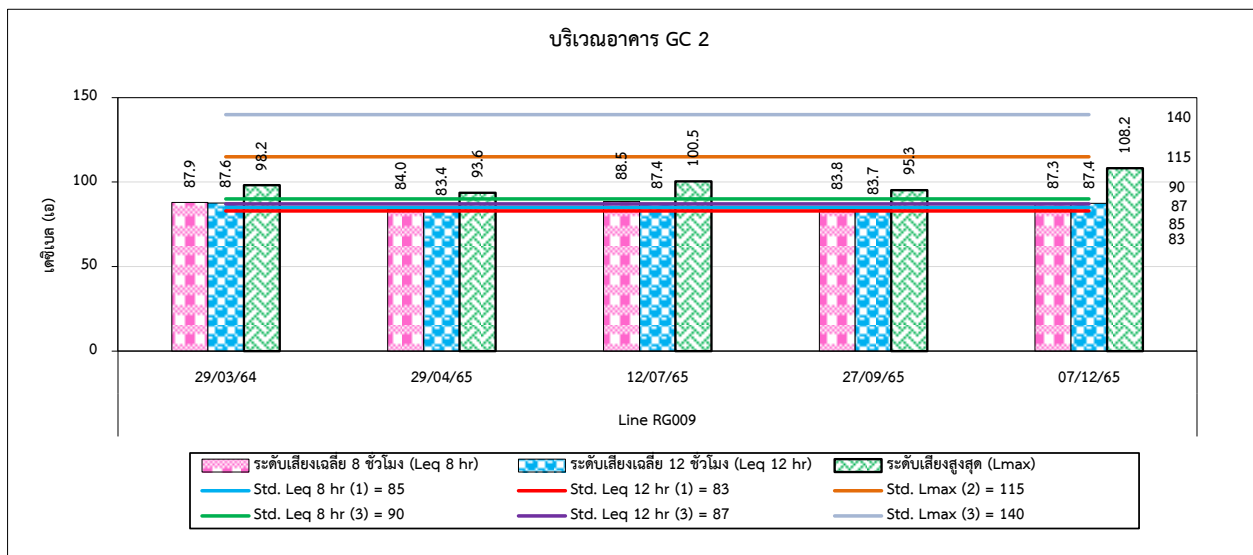 บริเวณอาคาร GC 2
เดซิเบล (เอ)
150
100
50
0
87.9
87.6
98.2
84.0
83.4
93.6
88.5
87.4
100.5
83.8
83.7
95.3
87.3
87.4
108.2
140
115
90
87
85
83
29/03/64
29/04/65
12/07/65
27/09/65
07/12/65
Line RG009
ระดับเสียงเฉลี่ย 8 ชั่วโมง (Leq 8 hr)
ระดับเสียงเฉลี่ย 12 ชั่วโมง (Leq 12 hr)
ระดับเสียงสูงสุด (Lmax)
Std. Leq 8 hr (1) = 85
Std. Leq 12 hr (1) = 83
Std. Lmax (2) = 115
Std. Leq 8 hr (3) = 90
Std. Leq 12 hr (3) = 87
Std. Lmax (3) = 140